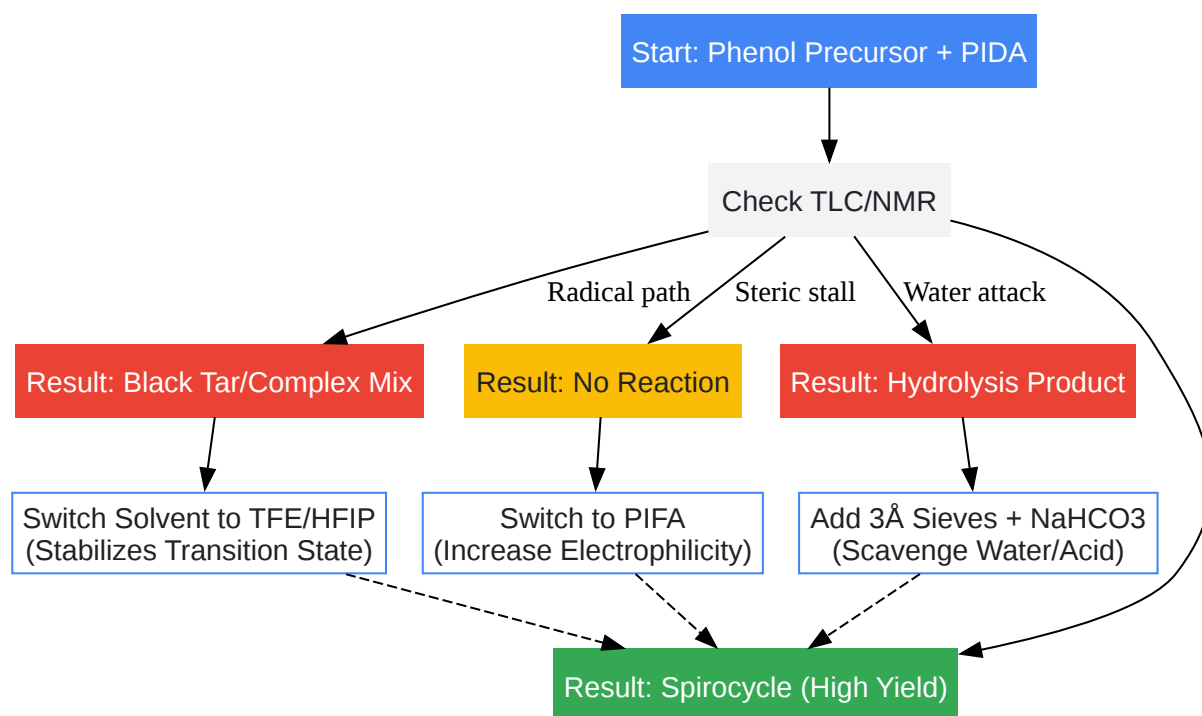 Start: Phenol Precursor + PIDA
Check TLC/NMR
Radical path
Steric stall
Water attack
Result: Black Tar/Complex Mix
Result: No Reaction
Result: Hydrolysis Product
Switch Solvent to TFE/HFIP
(Stabilizes Transition State)
Switch to PIFA
(Increase Electrophilicity)
Add 3Å Sieves + NaHCO3
(Scavenge Water/Acid)
Result: Spirocycle (High Yield)